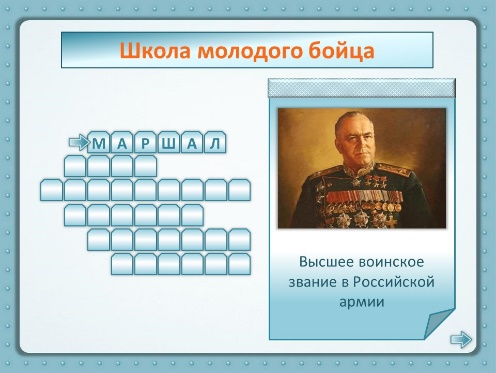 Школа молодого бойца
МАРШАЛ
Высшее воинское
звание в Российской
армии